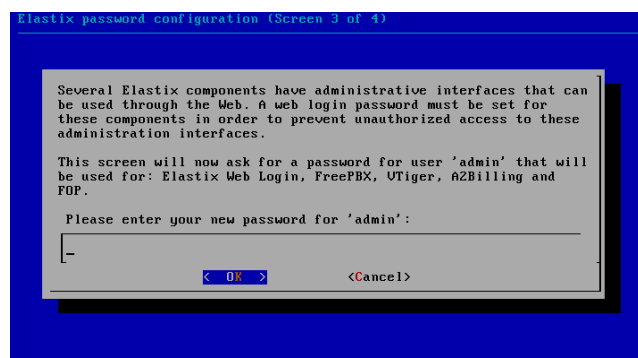 Elastix password configuration (Screen 3 of 4)
Several Elastix components have administrative interfaces that can
be used through the Web. A web login password must be set for
these components in order to prevent unauthorized access to these
administration interfaces.
This screen will now ask for a password for user 'admin' that will
be used for: Elastix Web Login, FreePBX, VTiger, A2Billing and
FOP.
Please enter your new password for 'admin':
< OK > <Cancel>